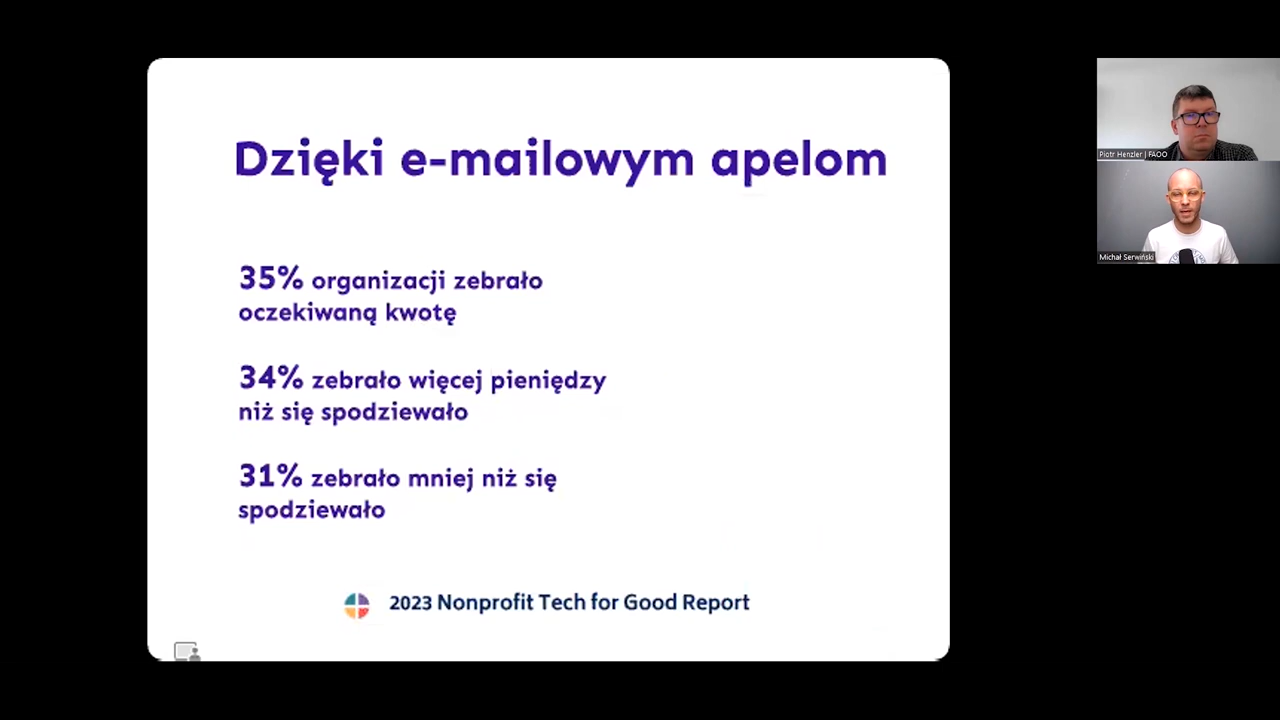 Dzięki e-mailowym apelom
35% organizacji zebrało
oczekiwaną kwotę
34% zebrało więcej pieniędzy
niż się spodziewało
31% zebrało mniej niż się
spodziewało
2023 Nonprofit Tech for Good Report
Piotr Henzler | FAOO
Michał Serwiński